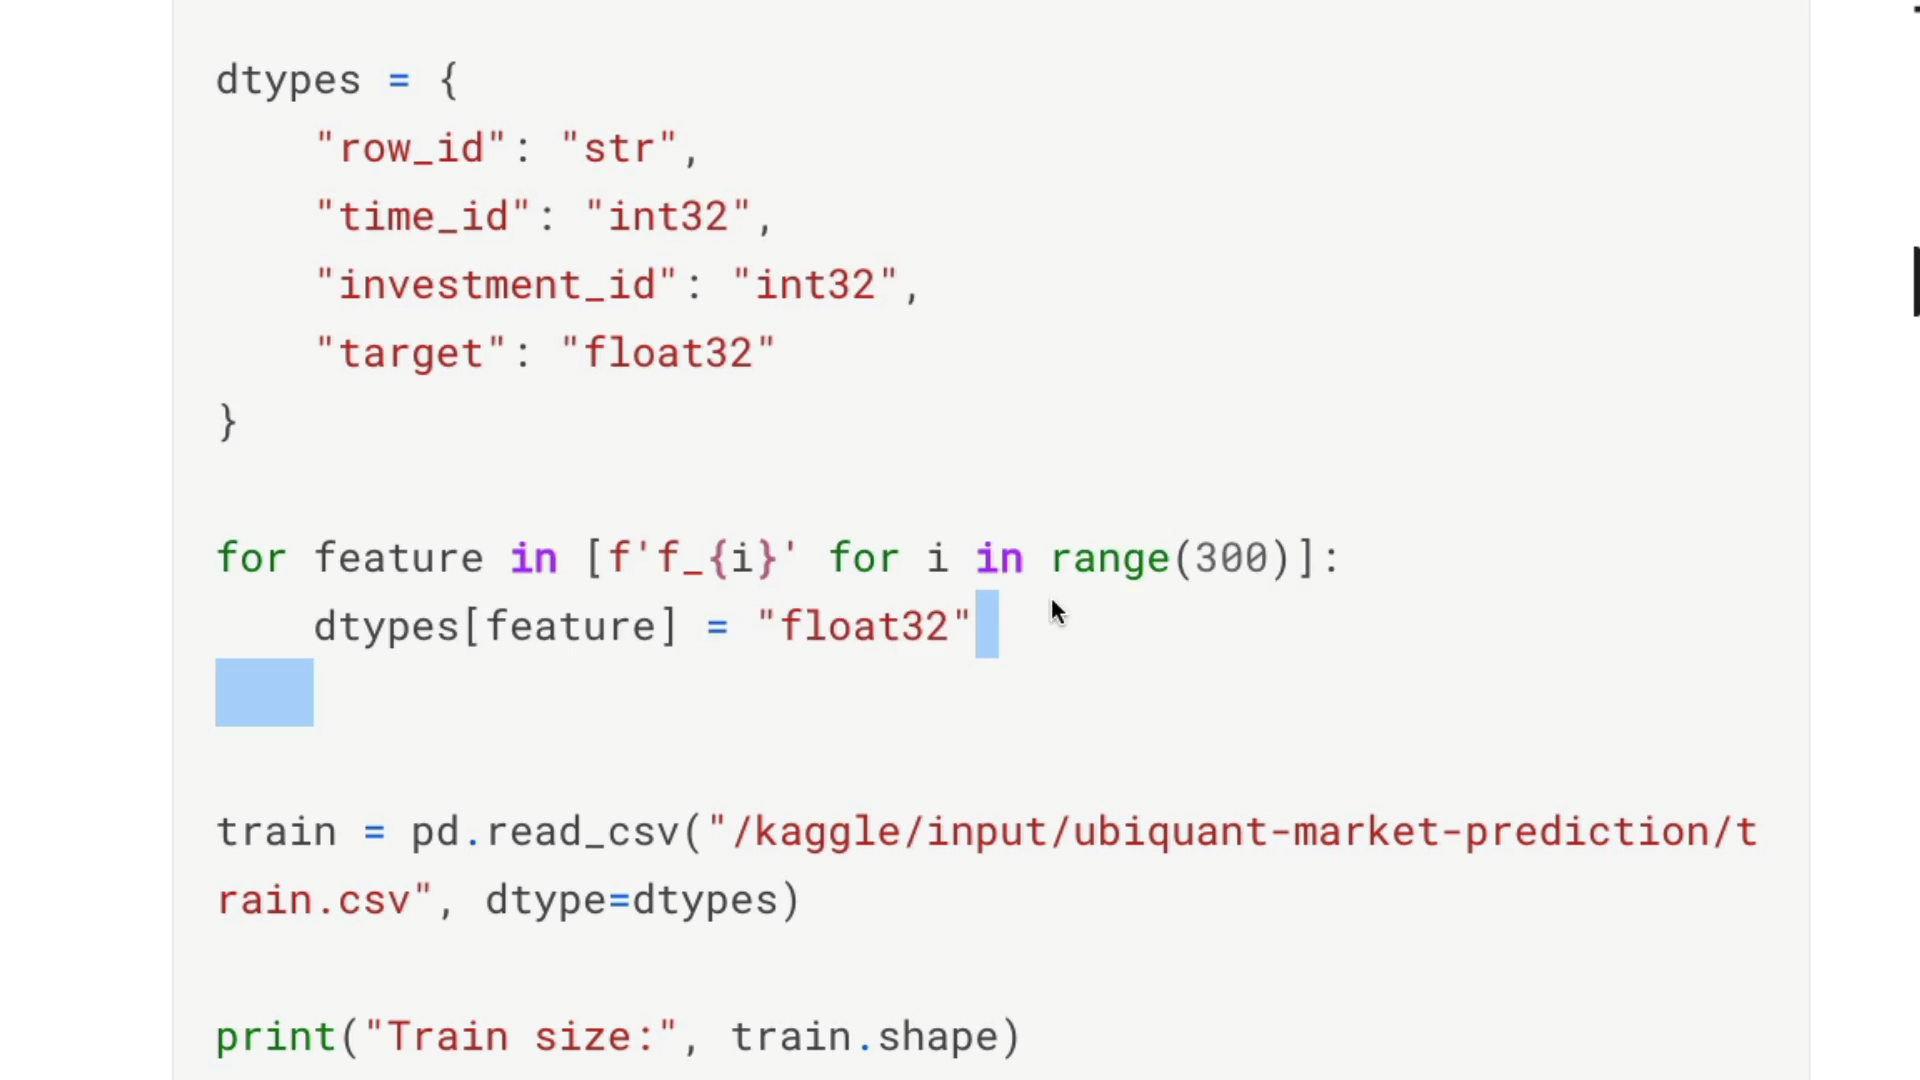 dtypes = {
    "row_id": "str",
    "time_id": "int32",
    "investment_id": "int32",
    "target": "float32"
}
for feature in [f'f_{i}' for i in range(300)]:
    dtypes[feature] = "float32"
train = pd.read_csv("/kaggle/input/ubiquant-market-prediction/t
rain.csv", dtype=dtypes)
print("Train size:", train.shape)